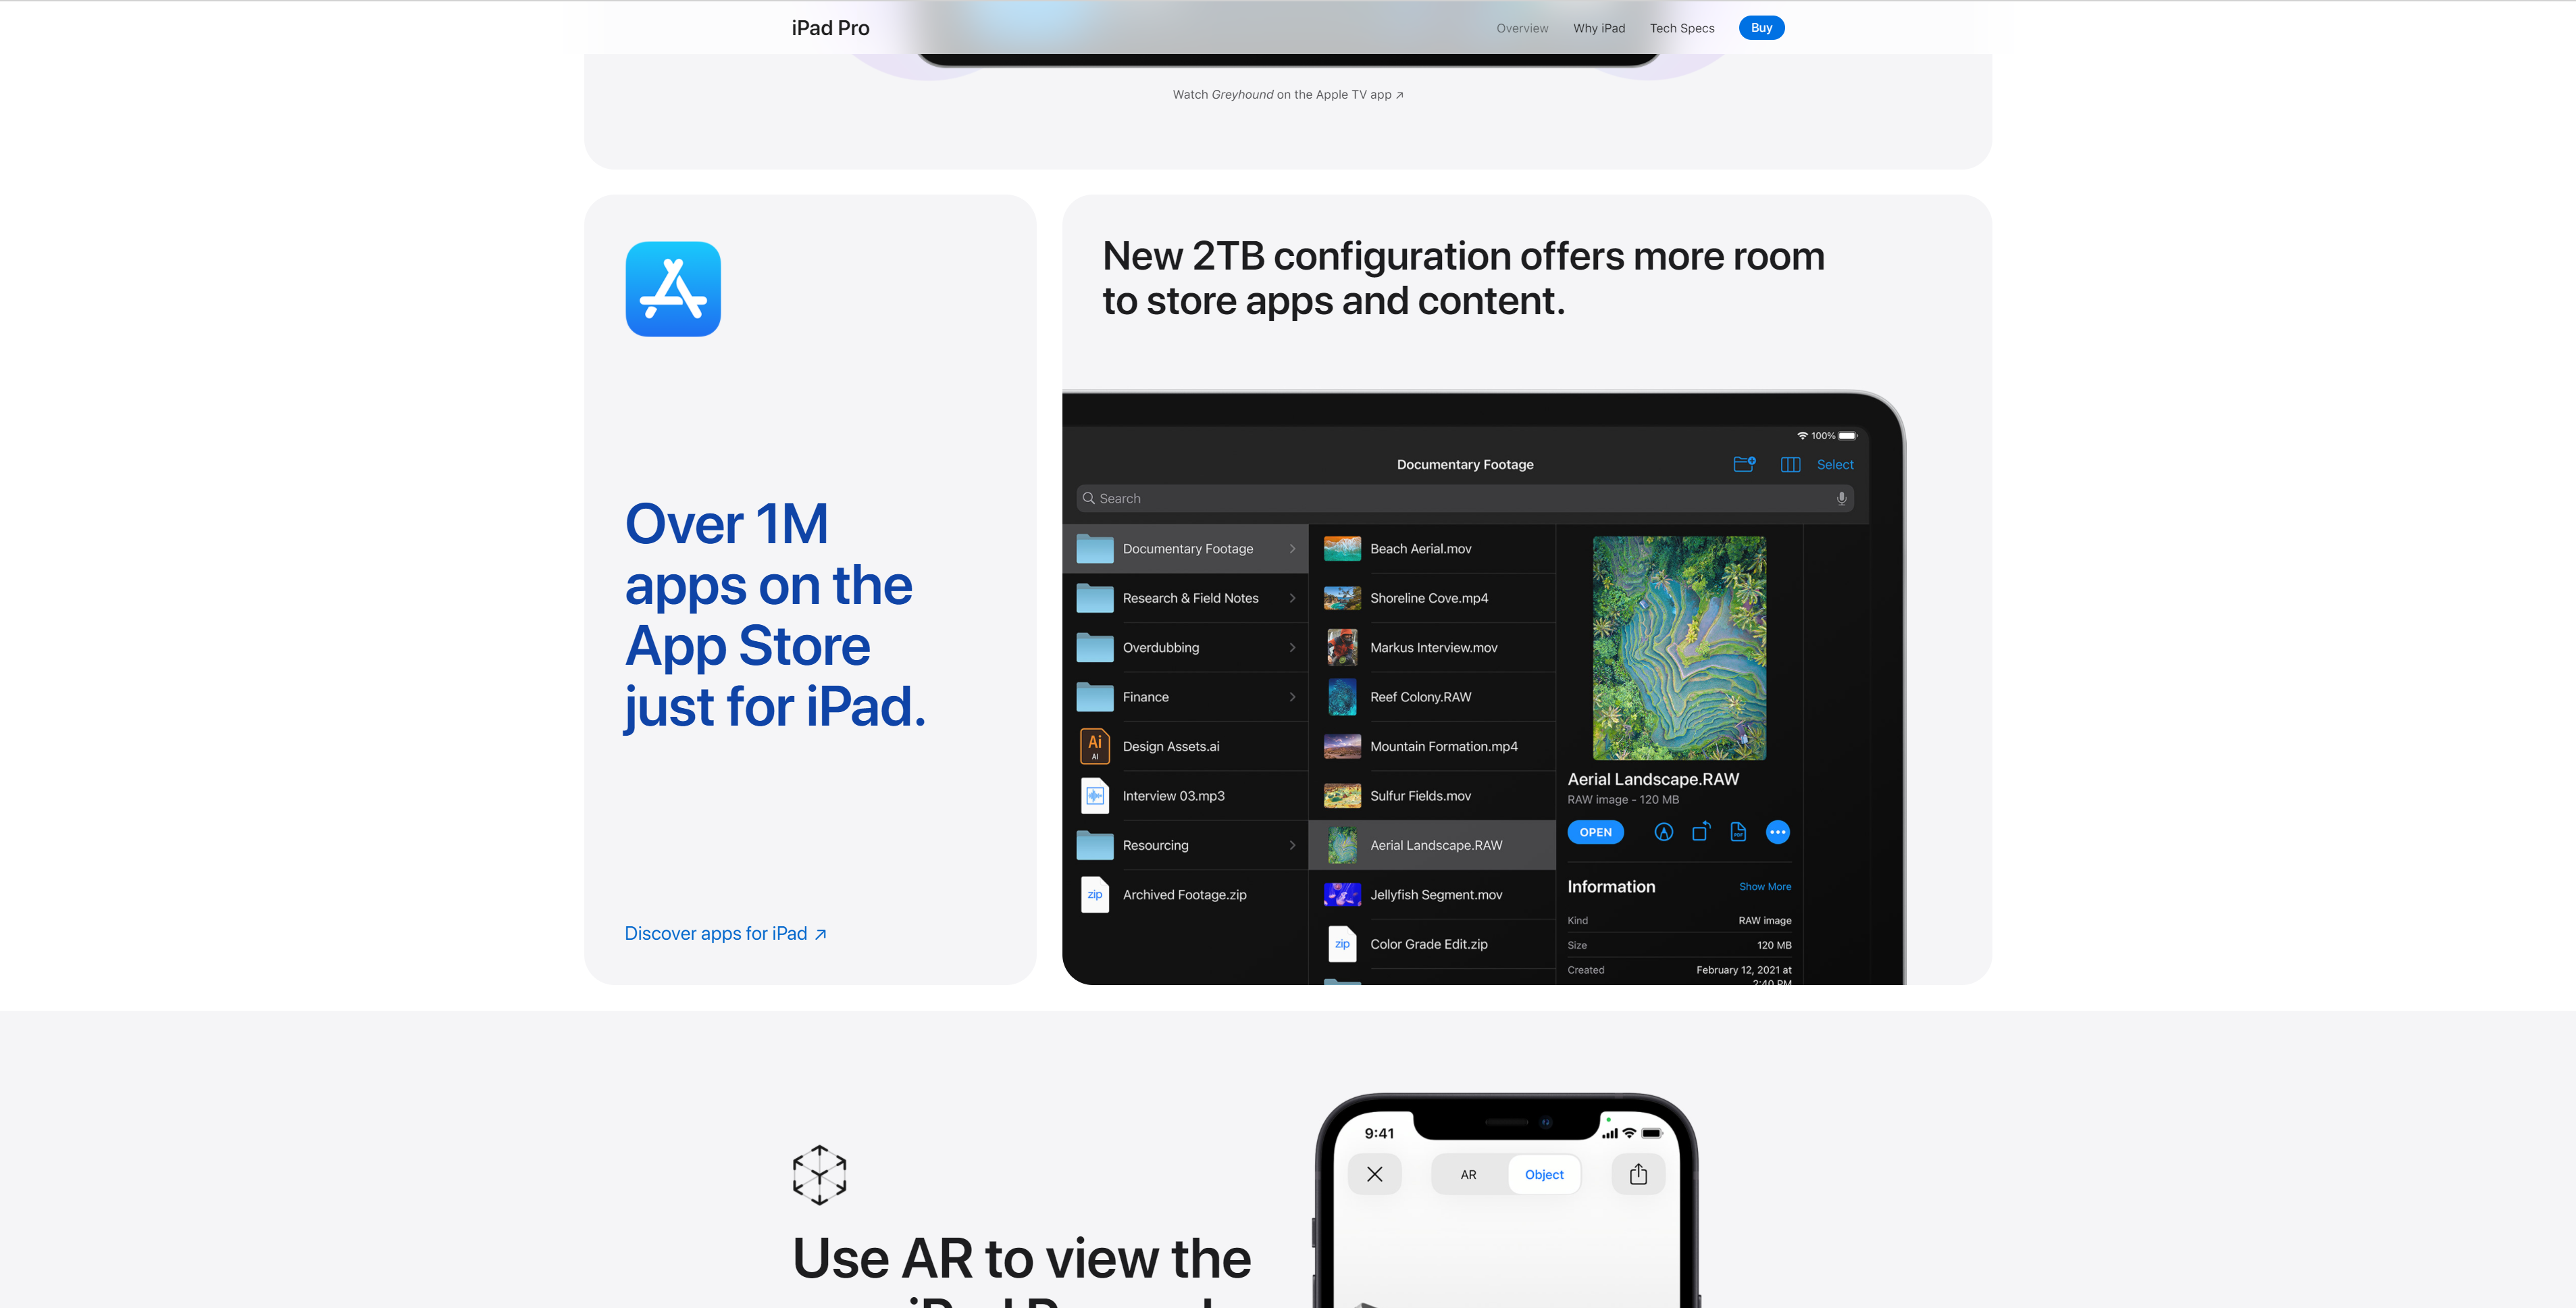 iPad Pro
Overview
Why iPad
Tech Specs
Buy
Watch Greyhound on the Apple TV app ↗
Over 1M
apps on the
App Store
just for iPad.
Discover apps for iPad ↗
New 2TB configuration offers more room
to store apps and content.
100%
Documentary Footage
Select
Search
Documentary Footage
Research & Field Notes
Overdubbing
Finance
Ai
AI
Design Assets.ai
Interview 03.mp3
Resourcing
zip
Archived Footage.zip
Beach Aerial.mov
Shoreline Cove.mp4
Markus Interview.mov
Reef Colony.RAW
Mountain Formation.mp4
Sulfur Fields.mov
Aerial Landscape.RAW
Jellyfish Segment.mov
zip
Color Grade Edit.zip
Aerial Landscape.RAW
RAW image - 120 MB
OPEN
PDF
Information
Show More
Kind
RAW image
Size
120 MB
Created
February 12, 2021 at
2:40 PM
Use AR to view the
9:41
AR
Object